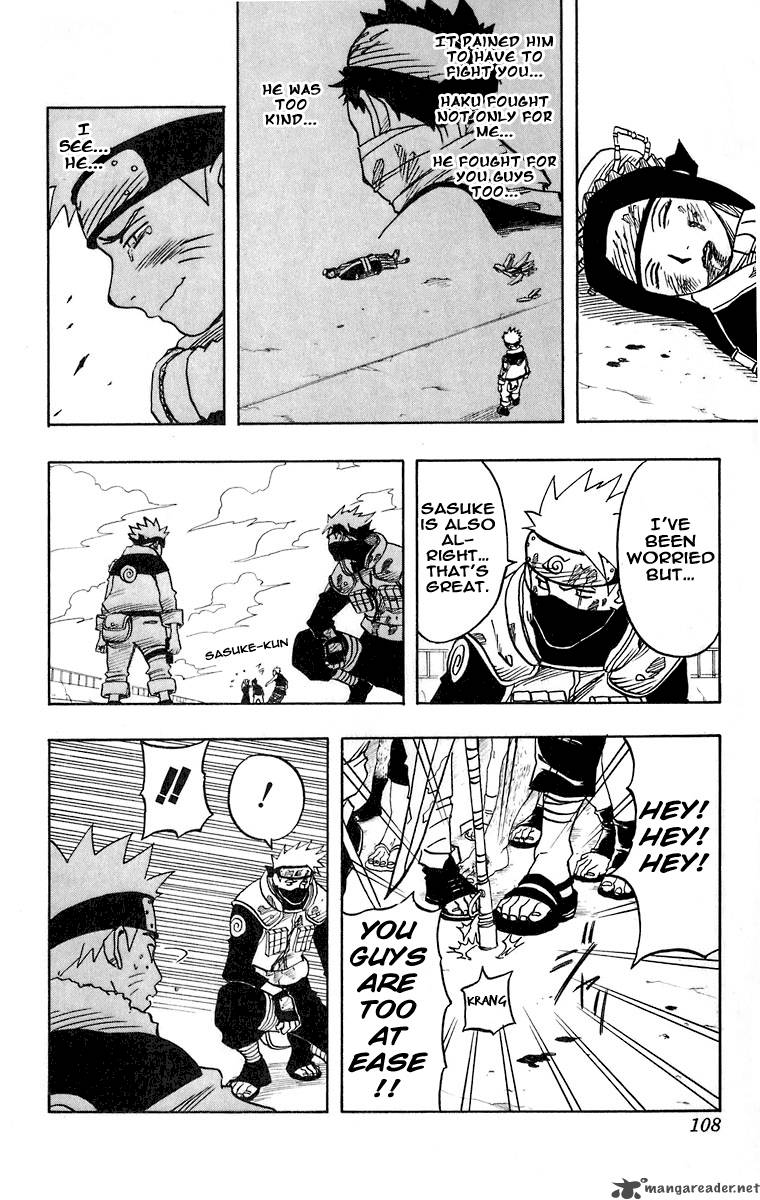 IT PAINED HIM
TO HAVE TO
FIGHT YOU...
HAKU FOUGHT
NOT ONLY FOR
ME...
HE FOUGHT FOR
YOU GUYS
TOO...
HE WAS
TOO
KIND...
I
SEE...
HE...
I'VE
BEEN
WORRIED
BUT...
SASUKE
IS ALSO
AL-
RIGHT...
THAT'S
GREAT.
SASUKE-KUN
HEY!
HEY!
HEY!
KRANG
YOU
GUYS
ARE
TOO
AT
EASE
!!
!
!!
108
mangareader.net